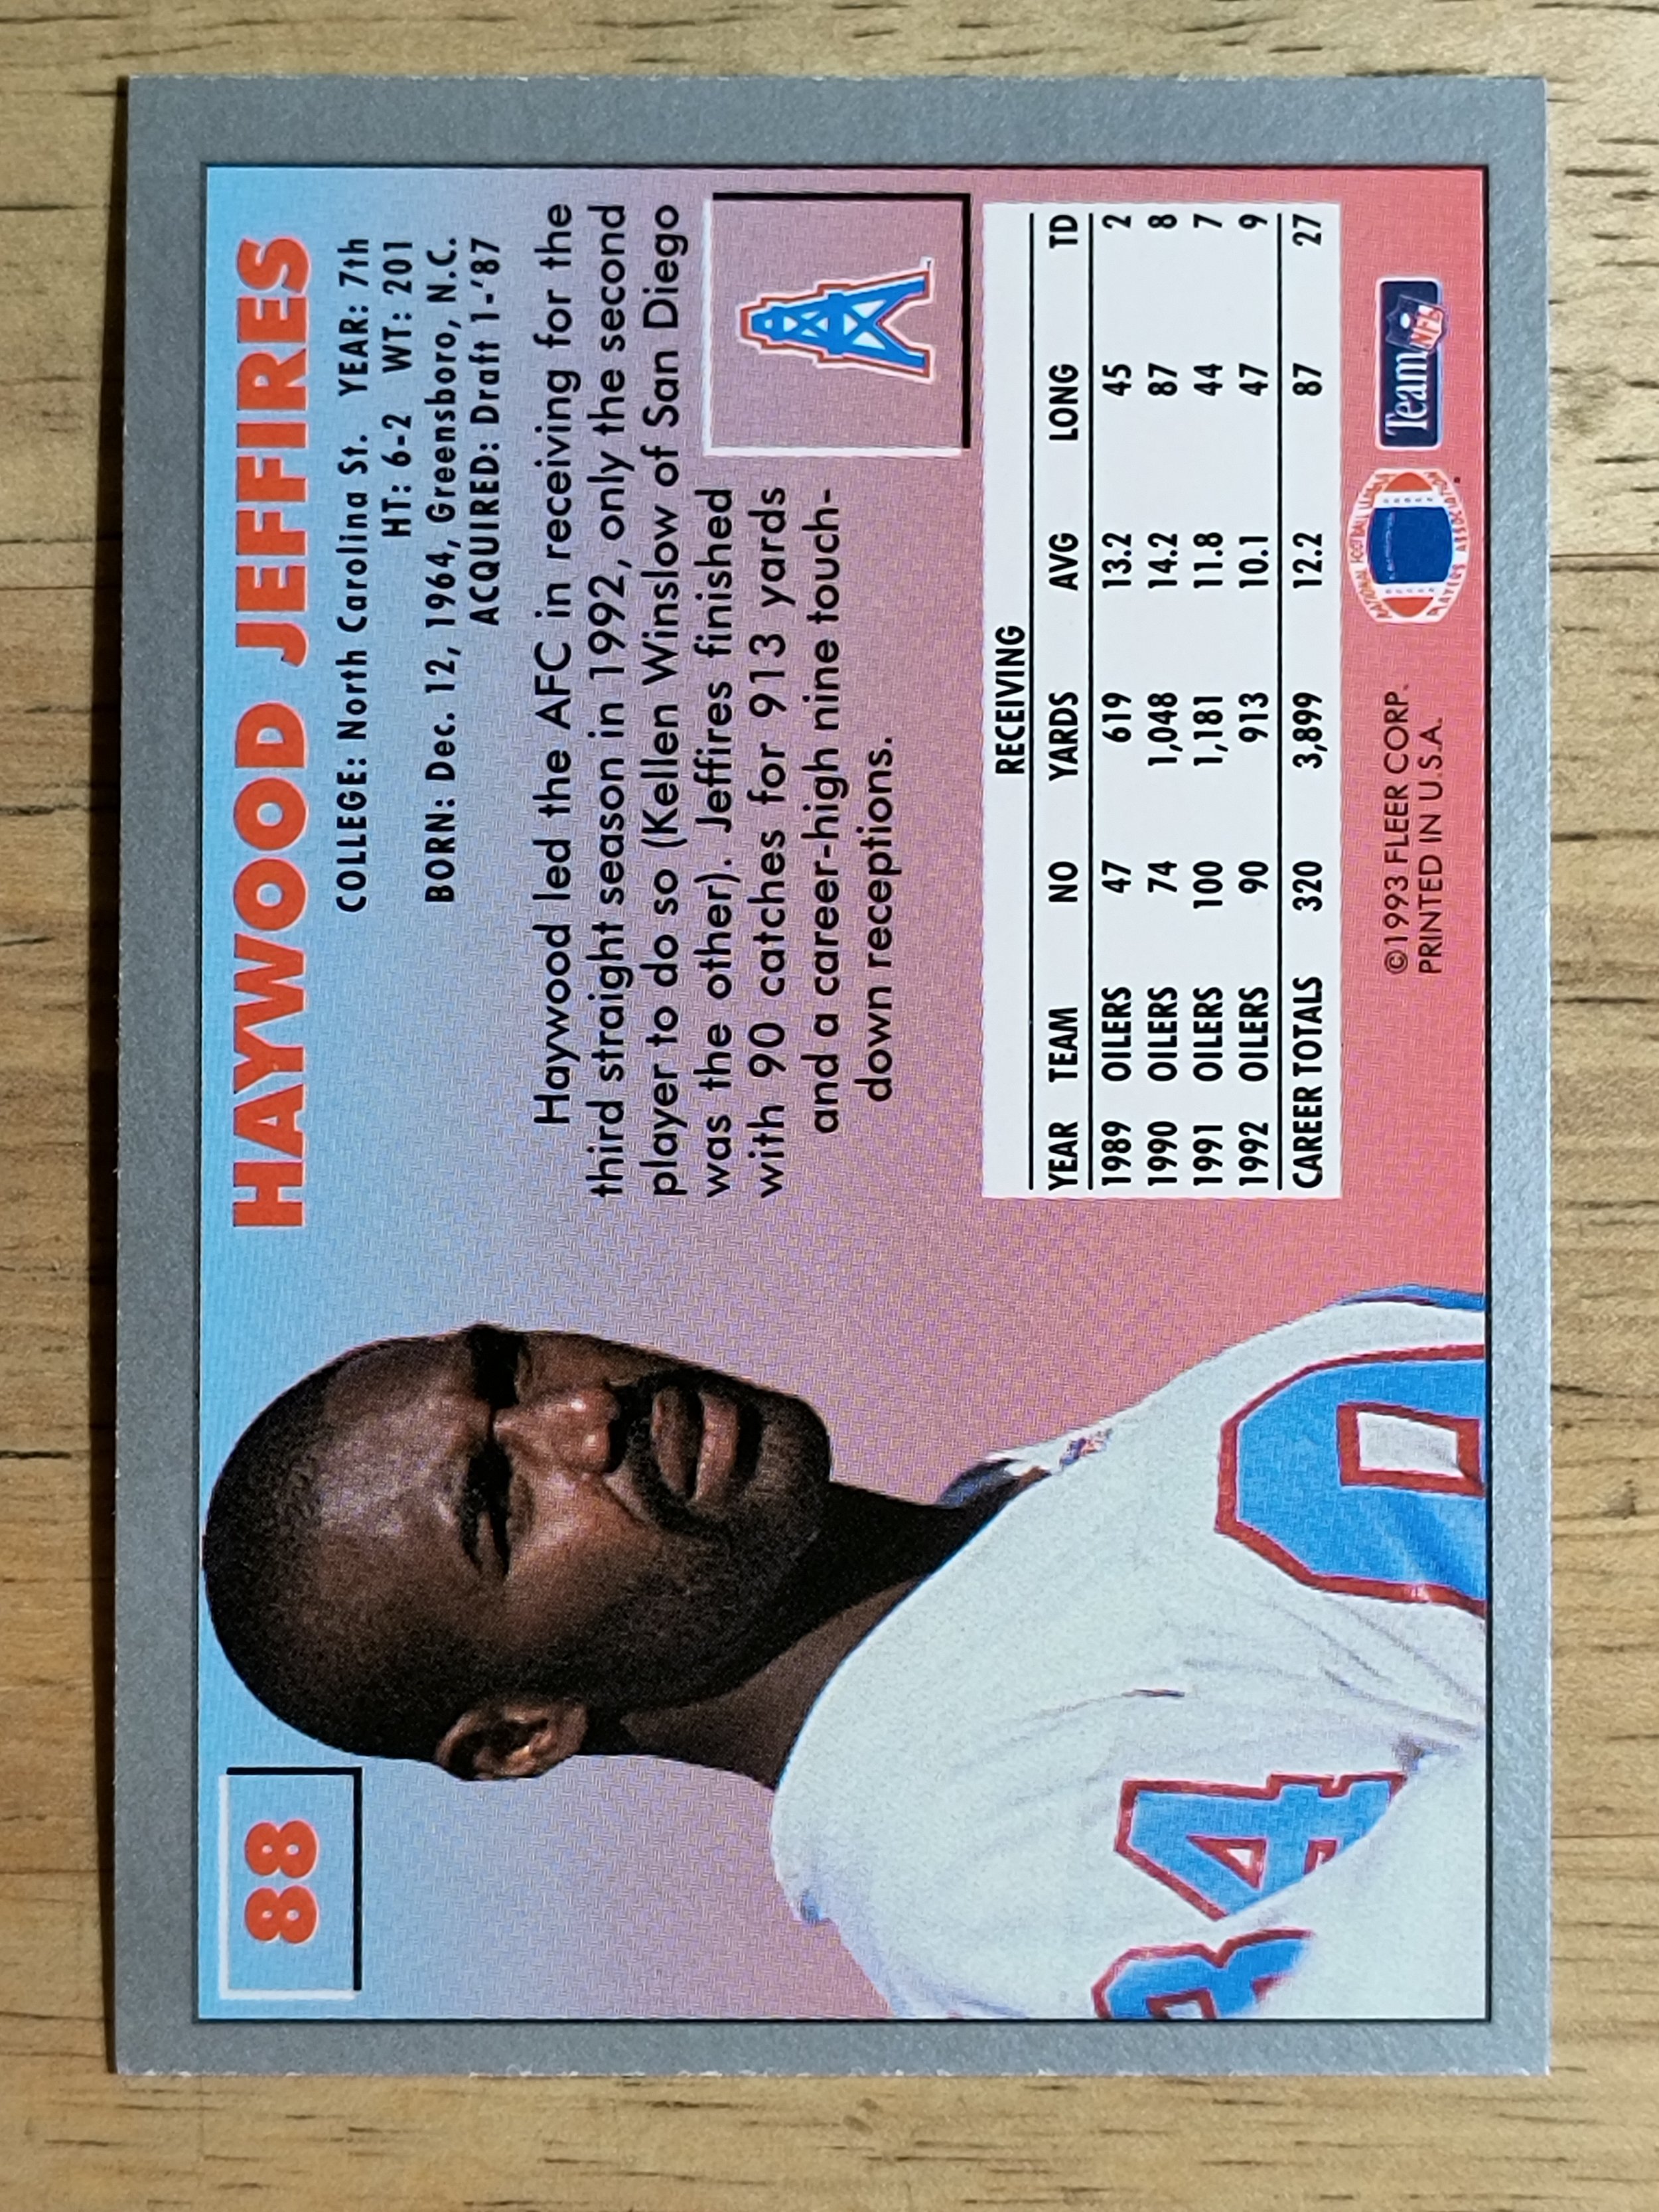 88
HAYWOOD JEFFIRES
COLLEGE: North Carolina St. YEAR: 7th
HT: 6-2 WT: 201
BORN: Dec. 12, 1964, Greensboro, N.C.
ACQUIRED: Draft 1-'87
Haywood led the AFC in receiving for the
third straight season in 1992, only the second
player to do so (Kellen Winslow of San Diego
was the other). Jeffires finished
with 90 catches for 913 yards
and a career-high nine touch-
down receptions.
RECEIVING
YEAR TEAM NO YARDS AVG LONG TD
1989 OILERS 47 619 13.2 45 2
1990 OILERS 74 1,048 14.2 87 8
1991 OILERS 100 1,181 11.8 44 7
1992 OILERS 90 913 10.1 47 9
CAREER TOTALS 320 3,899 12.2 87 27
©1993 FLEER CORP.
PRINTED IN U.S.A.
NATIONAL FOOTBALL LEAGUE
PLAYERS ASSOCIATION
Team NFL
84